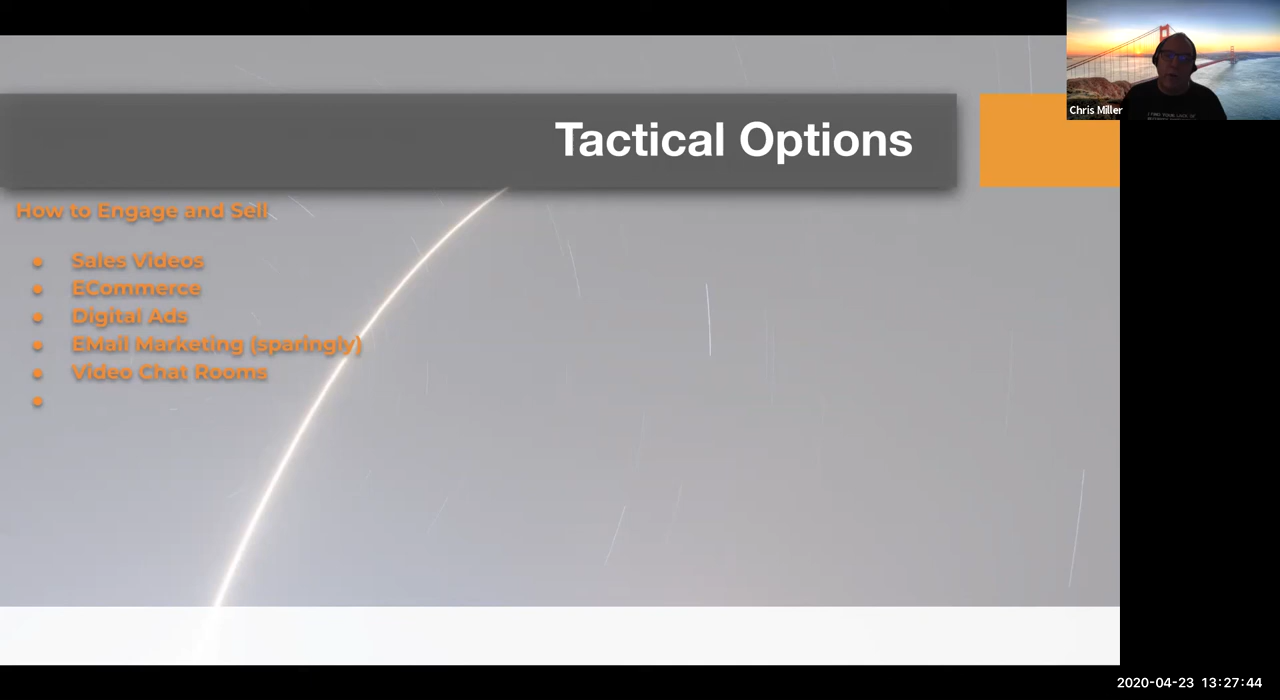 Tactical Options
Chris Miller
How to Engage and Sell
● Sales Videos
● ECommerce
● Digital Ads
● EMail Marketing (sparingly)
● Video Chat Rooms
●
2020-04-23 13:27:44